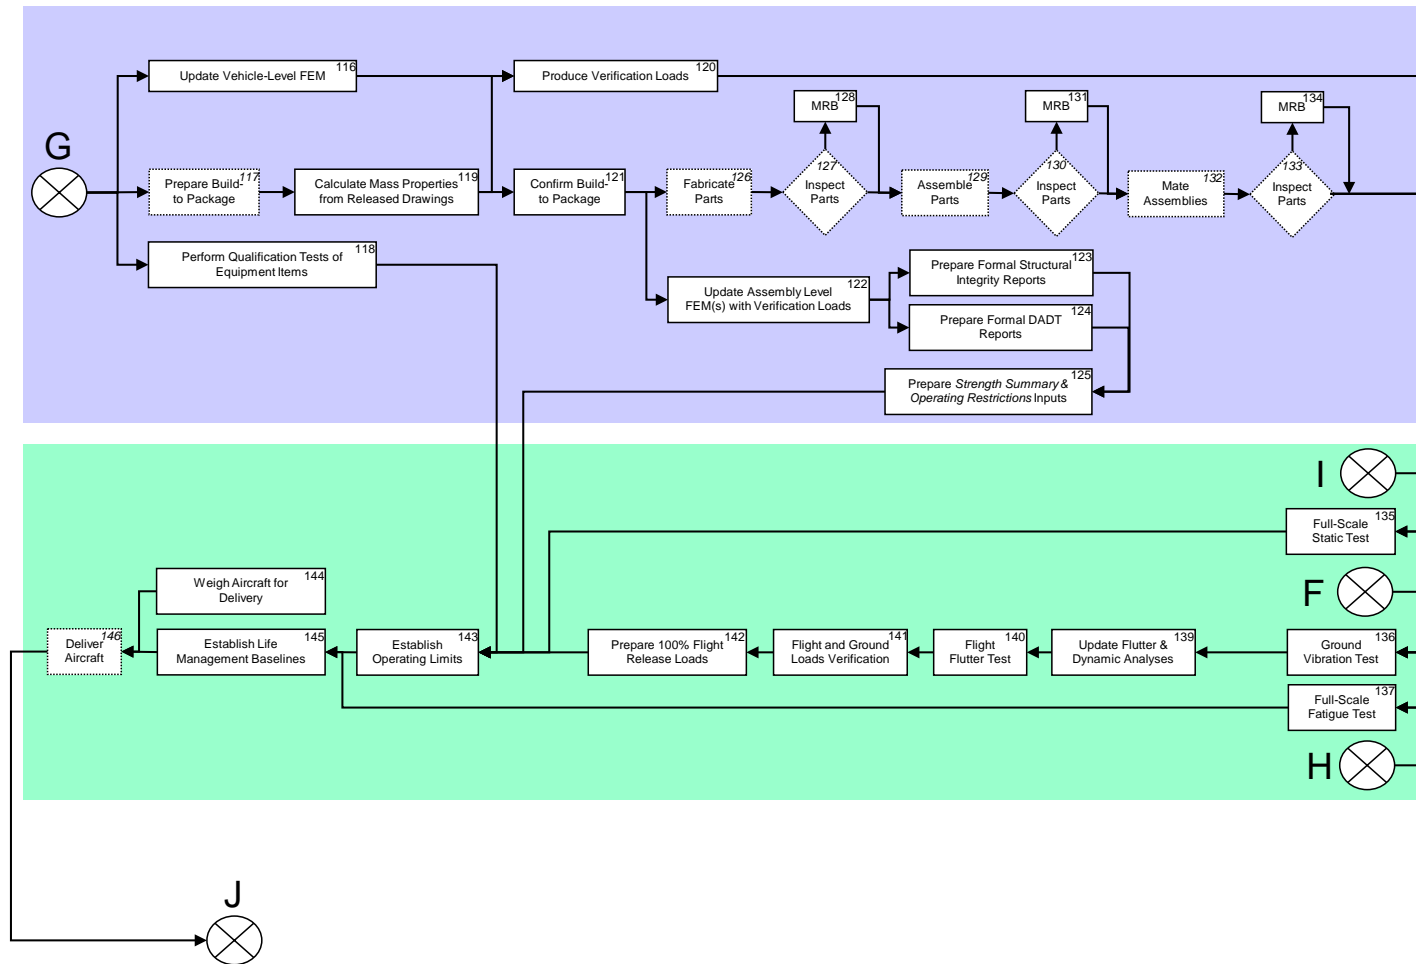 G
Update Vehicle-Level FEM
116
Produce Verification Loads
120
Prepare Build-
to Package
117
Calculate Mass Properties
from Released Drawings
119
Confirm Build-
to Package
121
Fabricate
Parts
126
127
Inspect
Parts
MRB
128
Assemble
Parts
129
130
Inspect
Parts
MRB
131
Mate
Assemblies
132
133
Inspect
Parts
MRB
134
Perform Qualification Tests of
Equipment Items
118
Update Assembly Level
FEM(s) with Verification Loads
122
Prepare Formal Structural
Integrity Reports
123
Prepare Formal DADT
Reports
124
Prepare Strength Summary &
Operating Restrictions Inputs
125
I
Full-Scale
Static Test
135
F
Ground
Vibration Test
136
Full-Scale
Fatigue Test
137
H
Update Flutter &
Dynamic Analyses
139
Flight
Flutter Test
140
Flight and Ground
Loads Verification
141
Prepare 100% Flight
Release Loads
142
Establish
Operating Limits
143
Weigh Aircraft for
Delivery
144
Establish Life
Management Baselines
145
Deliver
Aircraft
146
J